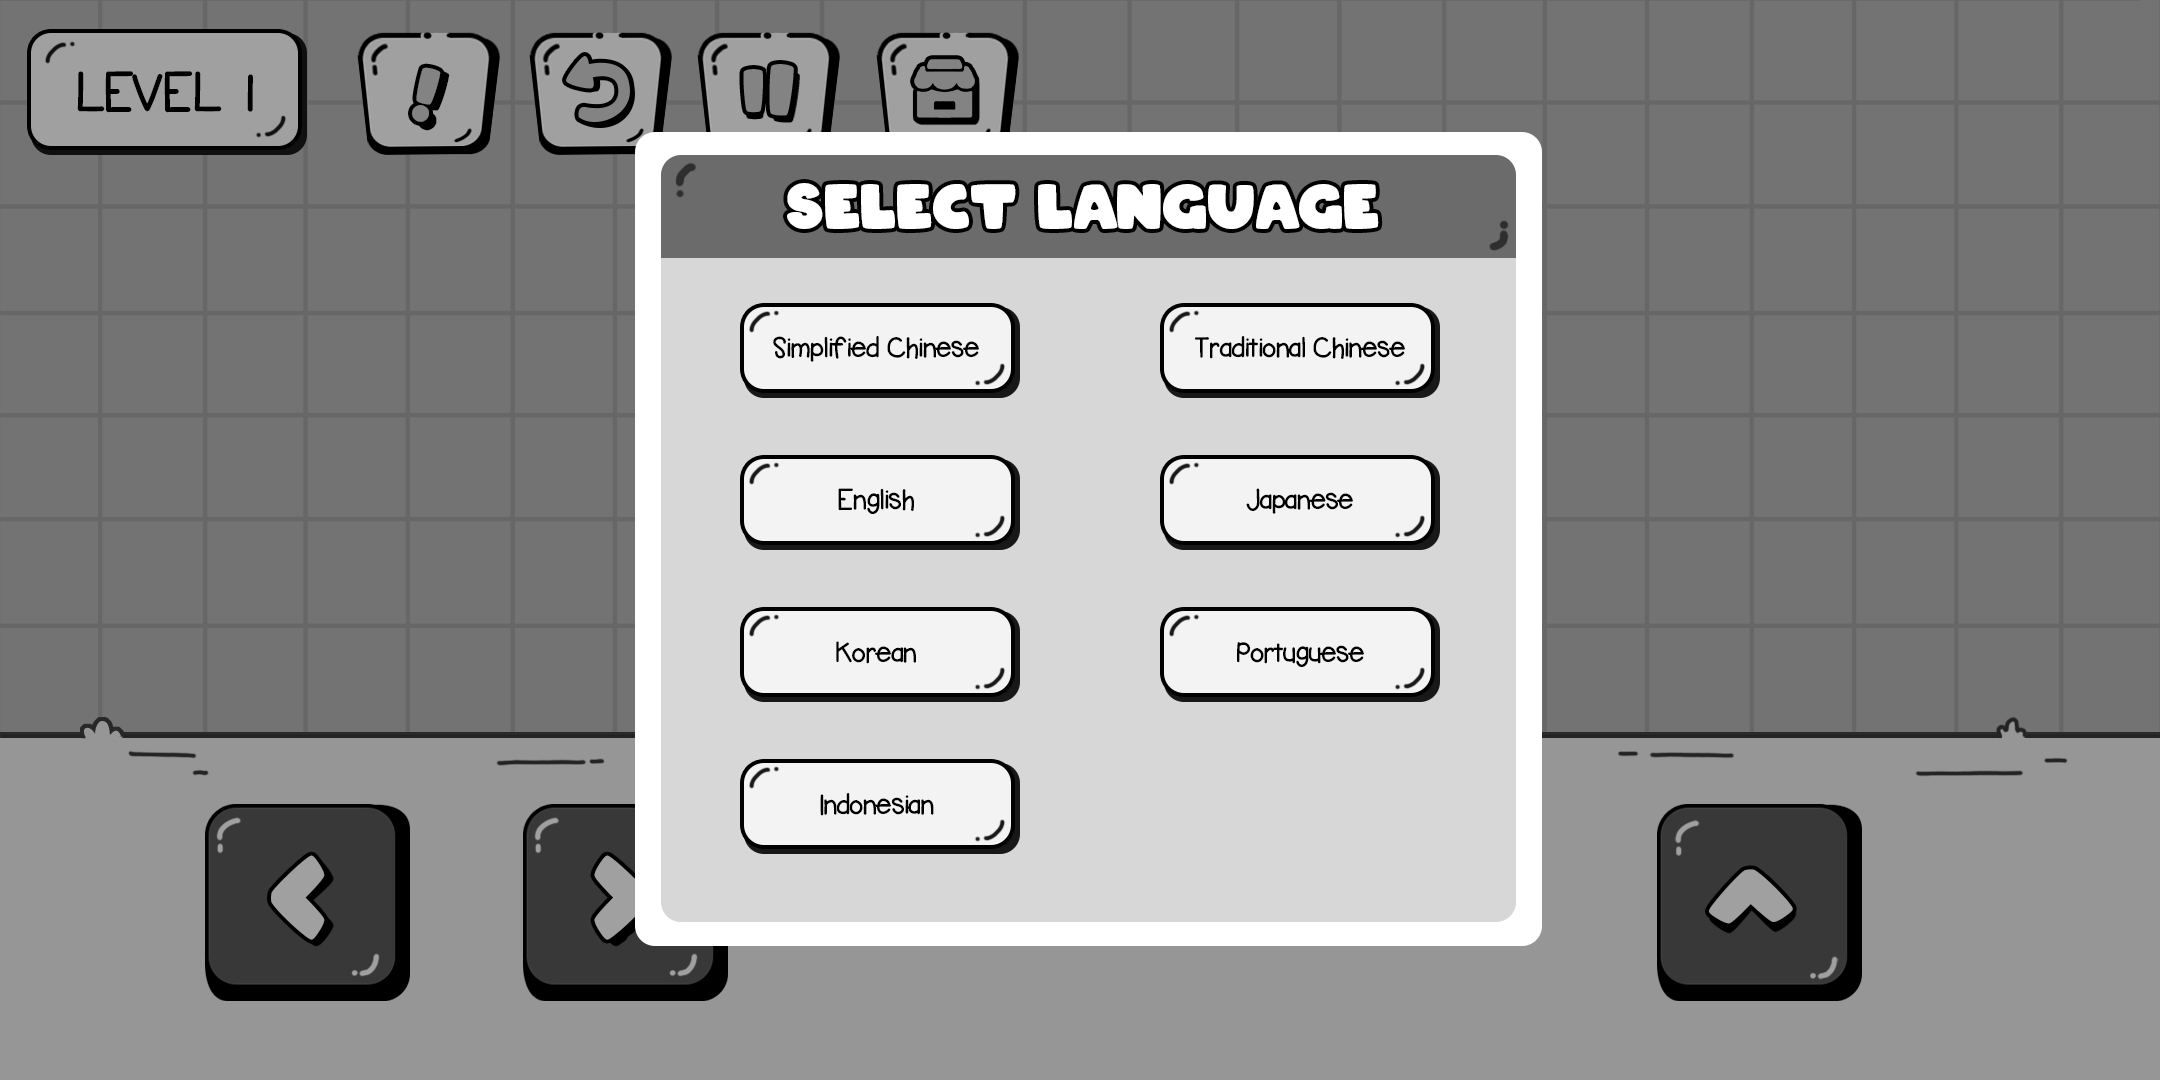 LEVEL 1
SELECT LANGUAGE
Simplified Chinese
Traditional Chinese
English
Japanese
Korean
Portuguese
Indonesian